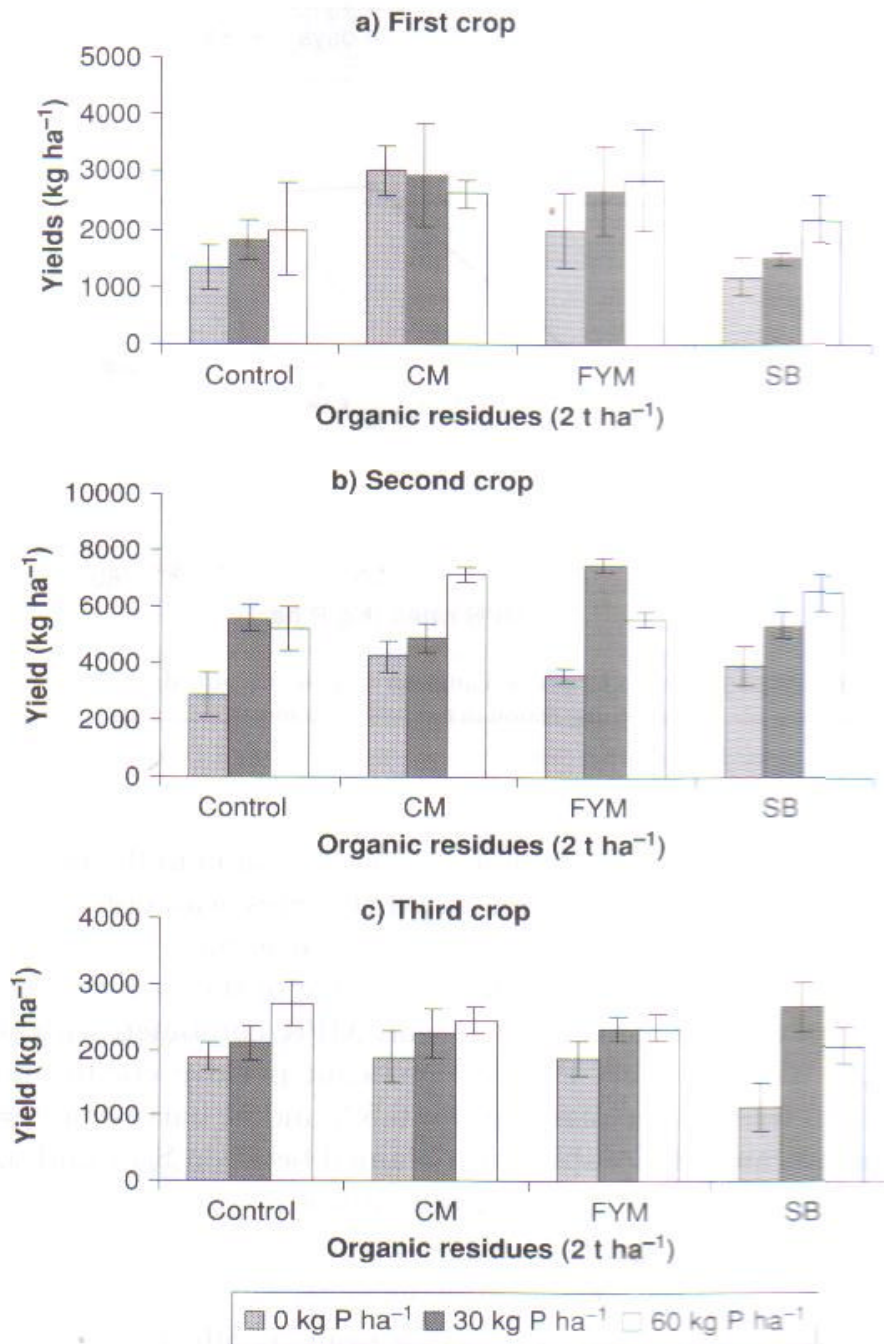 a) First crop
Yields (kg ha⁻¹)
5000
4000
3000
2000
1000
0
Control CM FYM SB
Organic residues (2 t ha⁻¹)
b) Second crop
Yield (kg ha⁻¹)
10000
8000
6000
4000
2000
0
Control CM FYM SB
Organic residues (2 t ha⁻¹)
c) Third crop
Yield (kg ha⁻¹)
4000
3000
2000
1000
0
Control CM FYM SB
Organic residues (2 t ha⁻¹)
0 kg P ha⁻¹ 30 kg P ha⁻¹ 60 kg P ha⁻¹